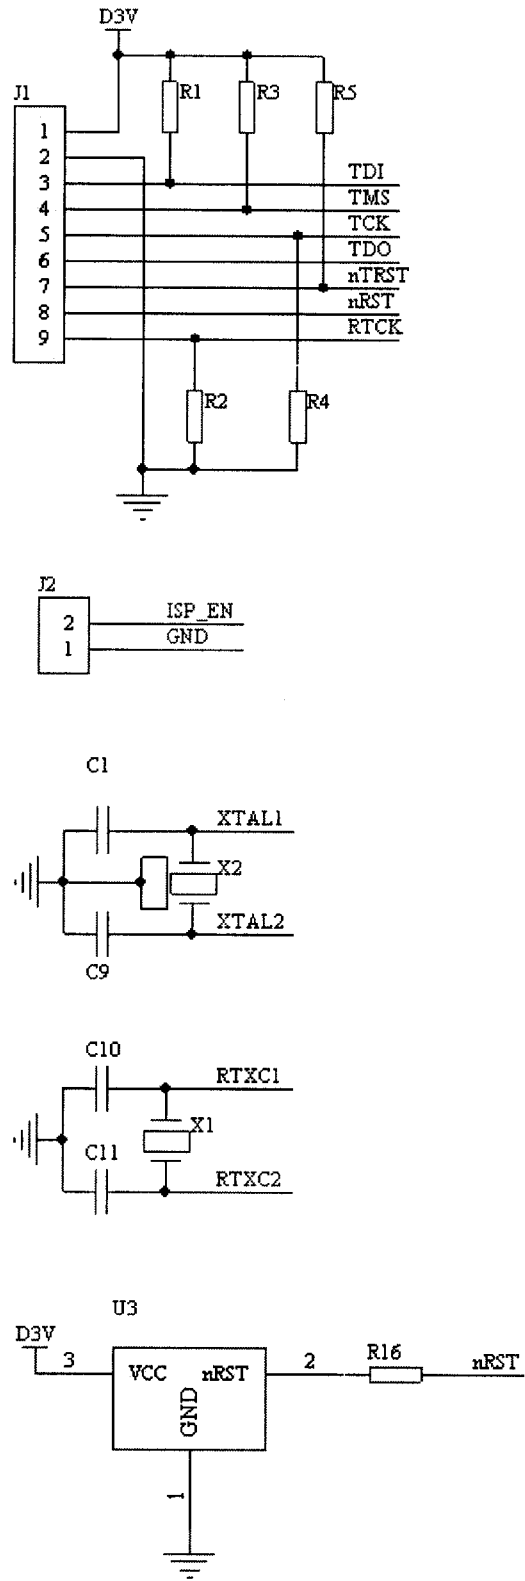 D3V
J1
R1
R3
R5
1
2
3
TDI
4
TMS
5
TCK
6
TDO
7
nTRST
8
nRST
9
RTCK
R2
R4
J2
2
ISP_EN
1
GND
C1
XTAL1
X2
XTAL2
C9
C10
RTXC1
X1
C11
RTXC2
U3
D3V
3
VCC
nRST
2
R16
nRST
GND
1